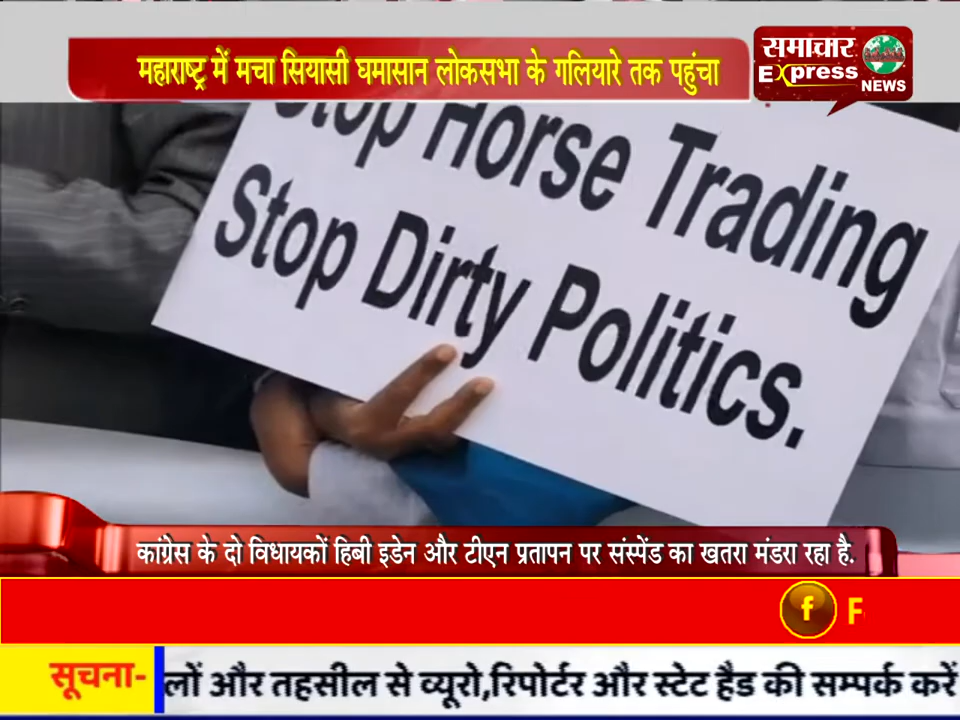 महाराष्ट्र में मचा सियासी घमासान लोकसभा के गलियारे तक पहुंचा
समाचार
Express
NEWS
Stop Horse Trading
Stop Dirty Politics.
कांग्रेस के दो विधायकों हिबी इडेन और टीएन प्रतापन पर संस्पेंड का खतरा मंडरा रहा है.
f F
सूचना- लों और तहसील से व्यूरो,रिपोर्टर और स्टेट हैड की सम्पर्क करें